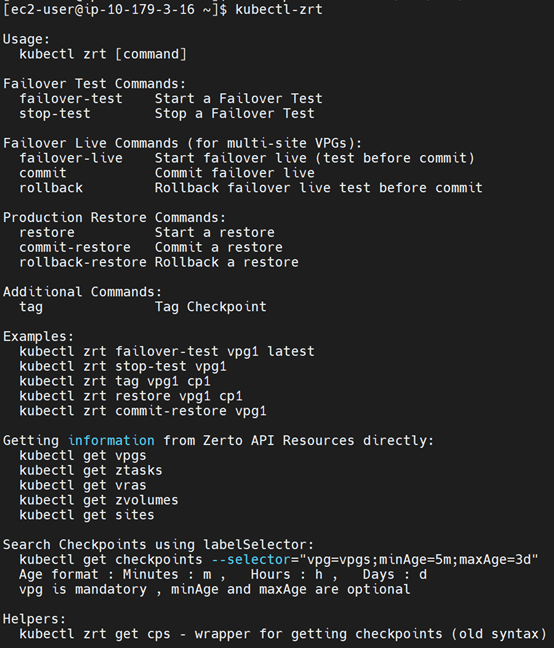 [ec2-user@ip-10-179-3-16 ~]$ kubectl-zrt
Usage:
kubectl zrt [command]
Failover Test Commands:
failover-test Start a Failover Test
stop-test Stop a Failover Test
Failover Live Commands (for multi-site VPGs):
failover-live Start failover live (test before commit)
commit Commit failover live
rollback Rollback failover live test before commit
Production Restore Commands:
restore Start a restore
commit-restore Commit a restore
rollback-restore Rollback a restore
Additional Commands:
tag Tag Checkpoint
Examples:
kubectl zrt failover-test vpg1 latest
kubectl zrt stop-test vpg1
kubectl zrt tag vpg1 cp1
kubectl zrt restore vpg1 cp1
kubectl zrt commit-restore vpg1
Getting information from Zerto API Resources directly:
kubectl get vpgs
kubectl get ztasks
kubectl get vras
kubectl get zvolumes
kubectl get sites
Search Checkpoints using labelSelector:
kubectl get checkpoints --selector="vpg=vpgs;minAge=5m;maxAge=3d"
Age format : Minutes : m , Hours : h , Days : d
vpg is mandatory , minAge and maxAge are optional
Helpers:
kubectl zrt get cps - wrapper for getting checkpoints (old syntax)